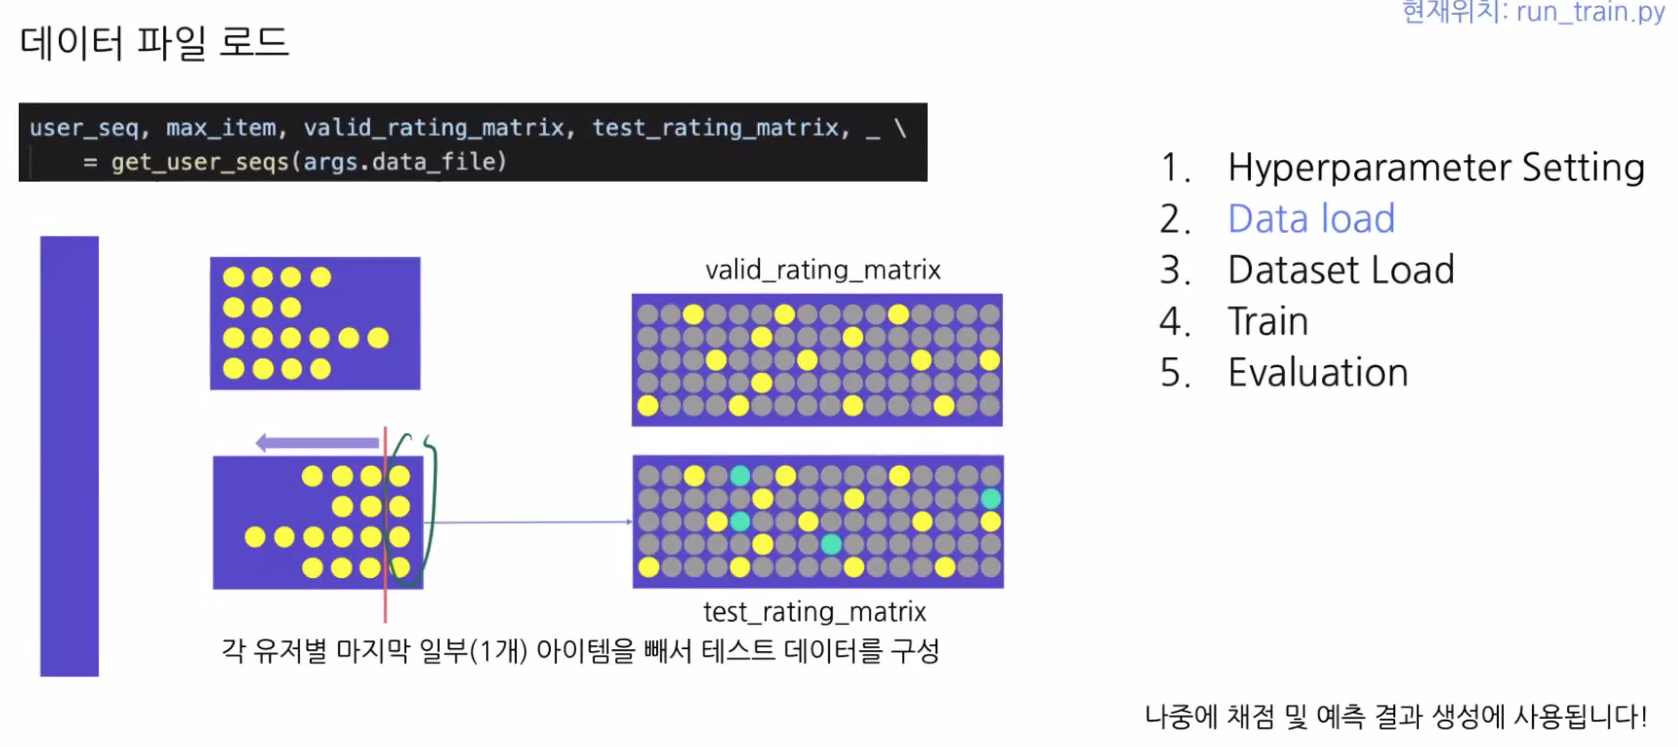 현재위치: run_train.py
데이터 파일 로드
user_seq, max_item, valid_rating_matrix, test_rating_matrix, _ \
= get_user_seqs(args.data_file)
1. Hyperparameter Setting
2. Data load
3. Dataset Load
4. Train
5. Evaluation
valid_rating_matrix
test_rating_matrix
각 유저별 마지막 일부(1개) 아이템을 빼서 테스트 데이터를 구성
나중에 채점 및 예측 결과 생성에 사용됩니다!